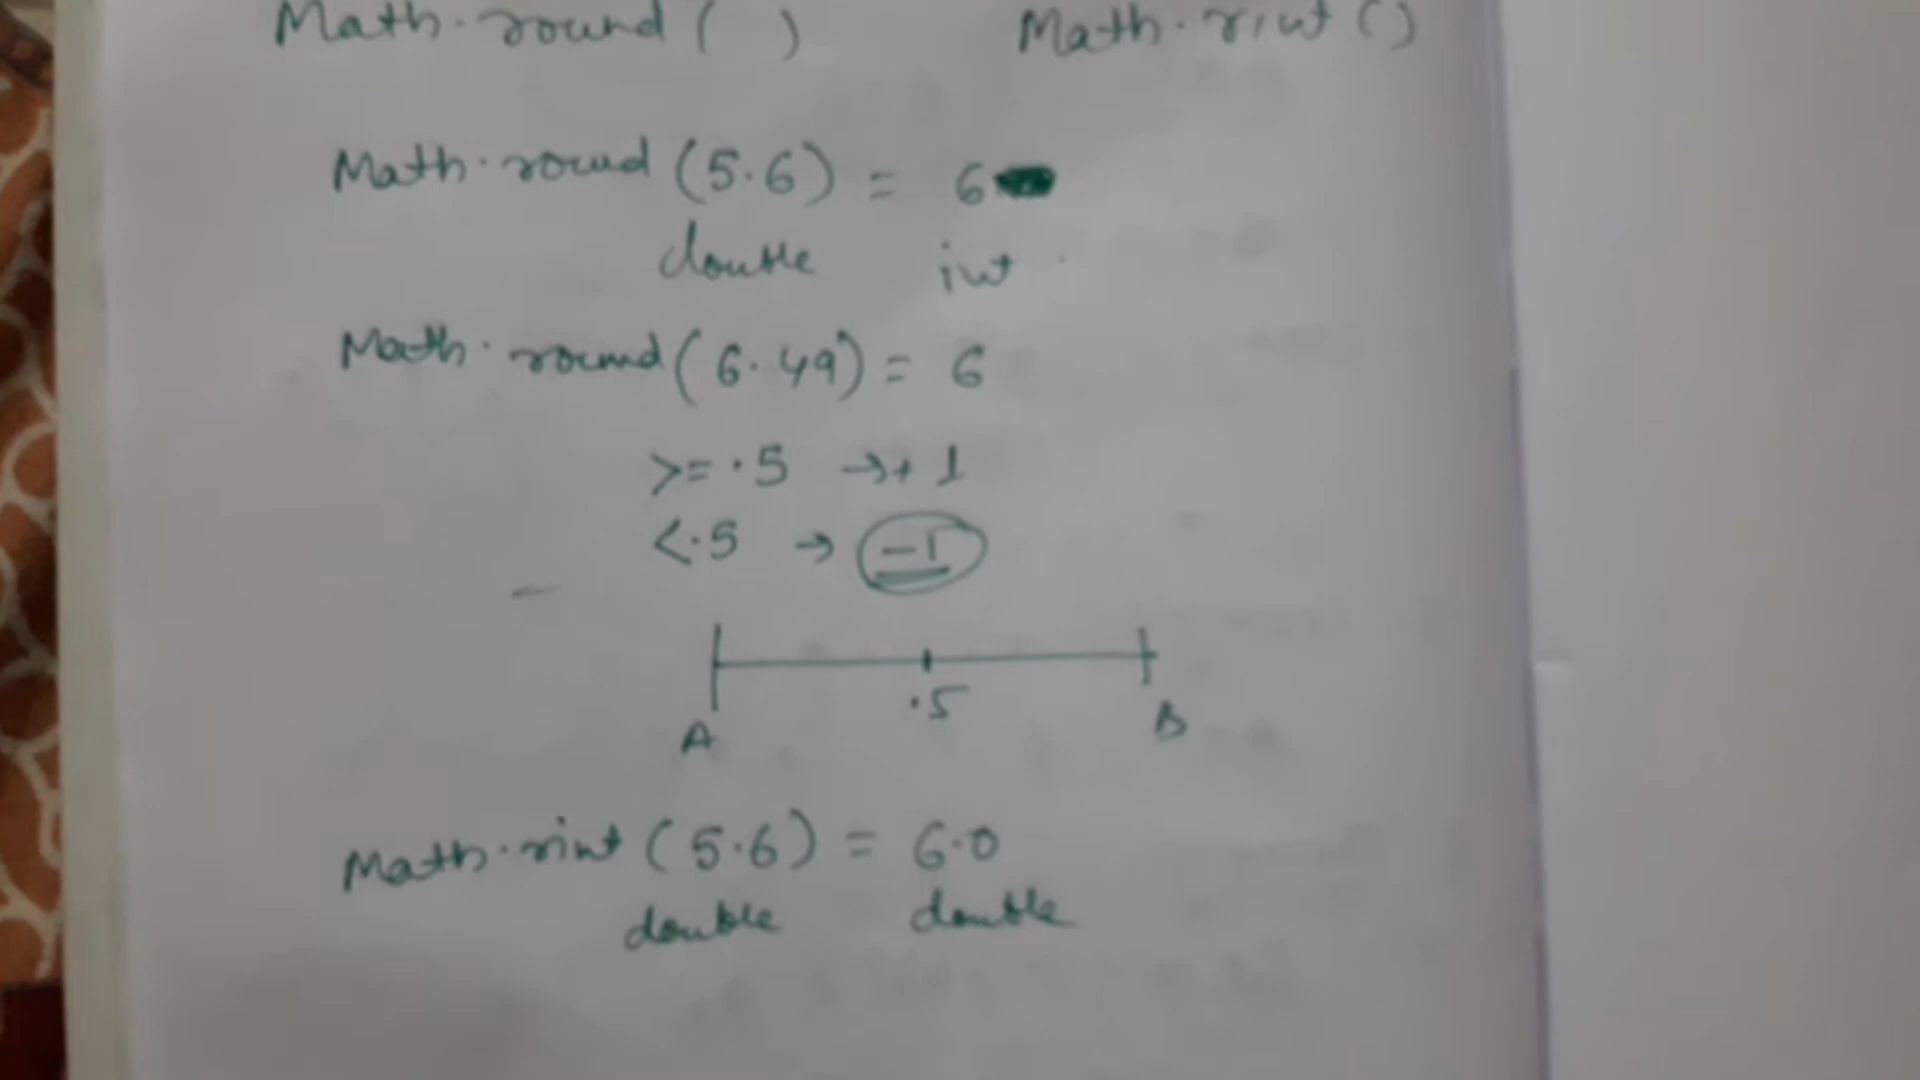 Math.round ( ) Math.rint ()
Math.round (5.6) = 6
double int
Math.round (6.49) = 6
>= .5 → + 1
<.5 → -1
.5
A B
Math.rint (5.6) = 6.0
double double